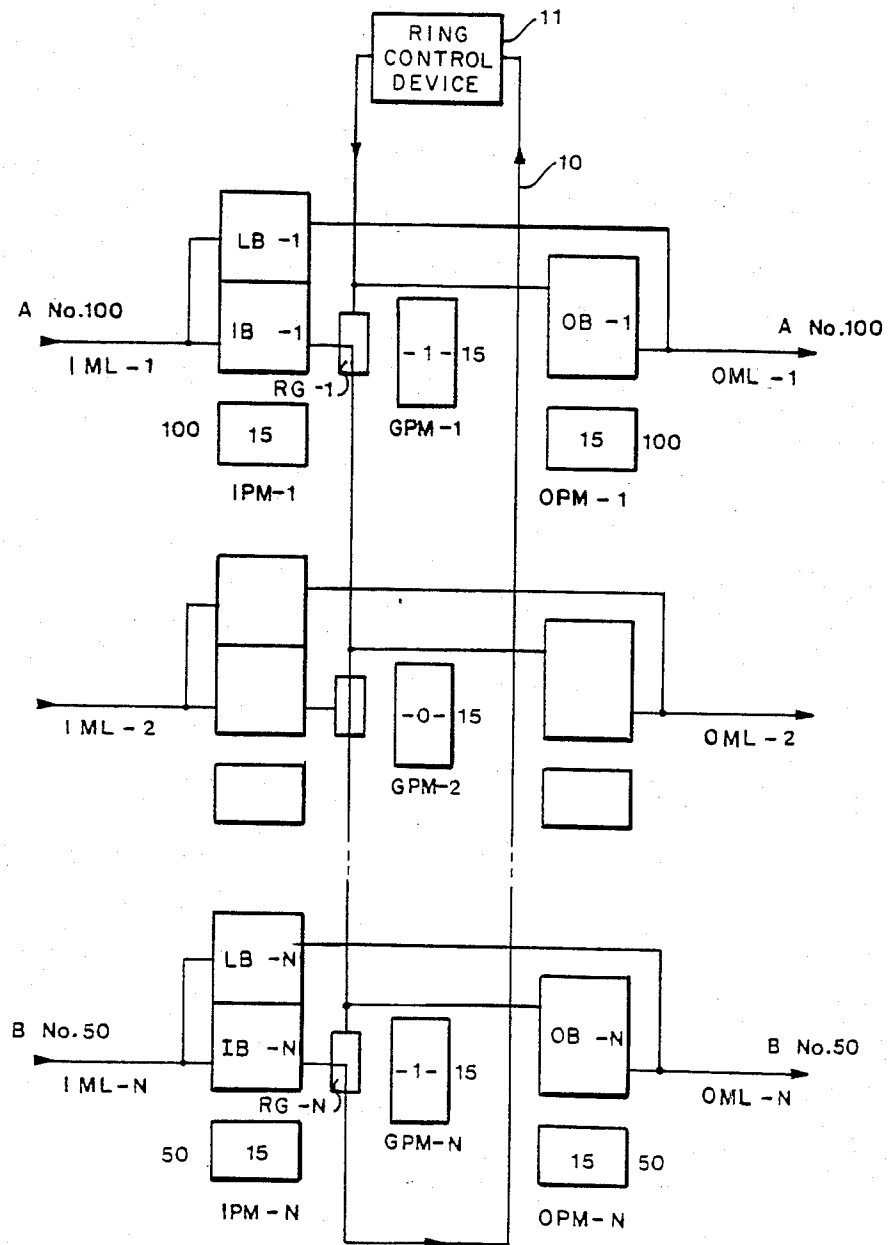 RING
CONTROL
DEVICE
11
10
LB -1
IB -1
OB -1
A No.100
IML-1
RG-1
-1- 15
GPM-1
A No.100
OML-1
100 15
IPM-1
15 100
OPM-1
IML-2
-0- 15
GPM-2
OML-2
LB -N
IB -N
OB -N
B No.50
IML-N
RG-N
-1- 15
GPM-N
B No.50
OML-N
50 15
IPM-N
15 50
OPM-N